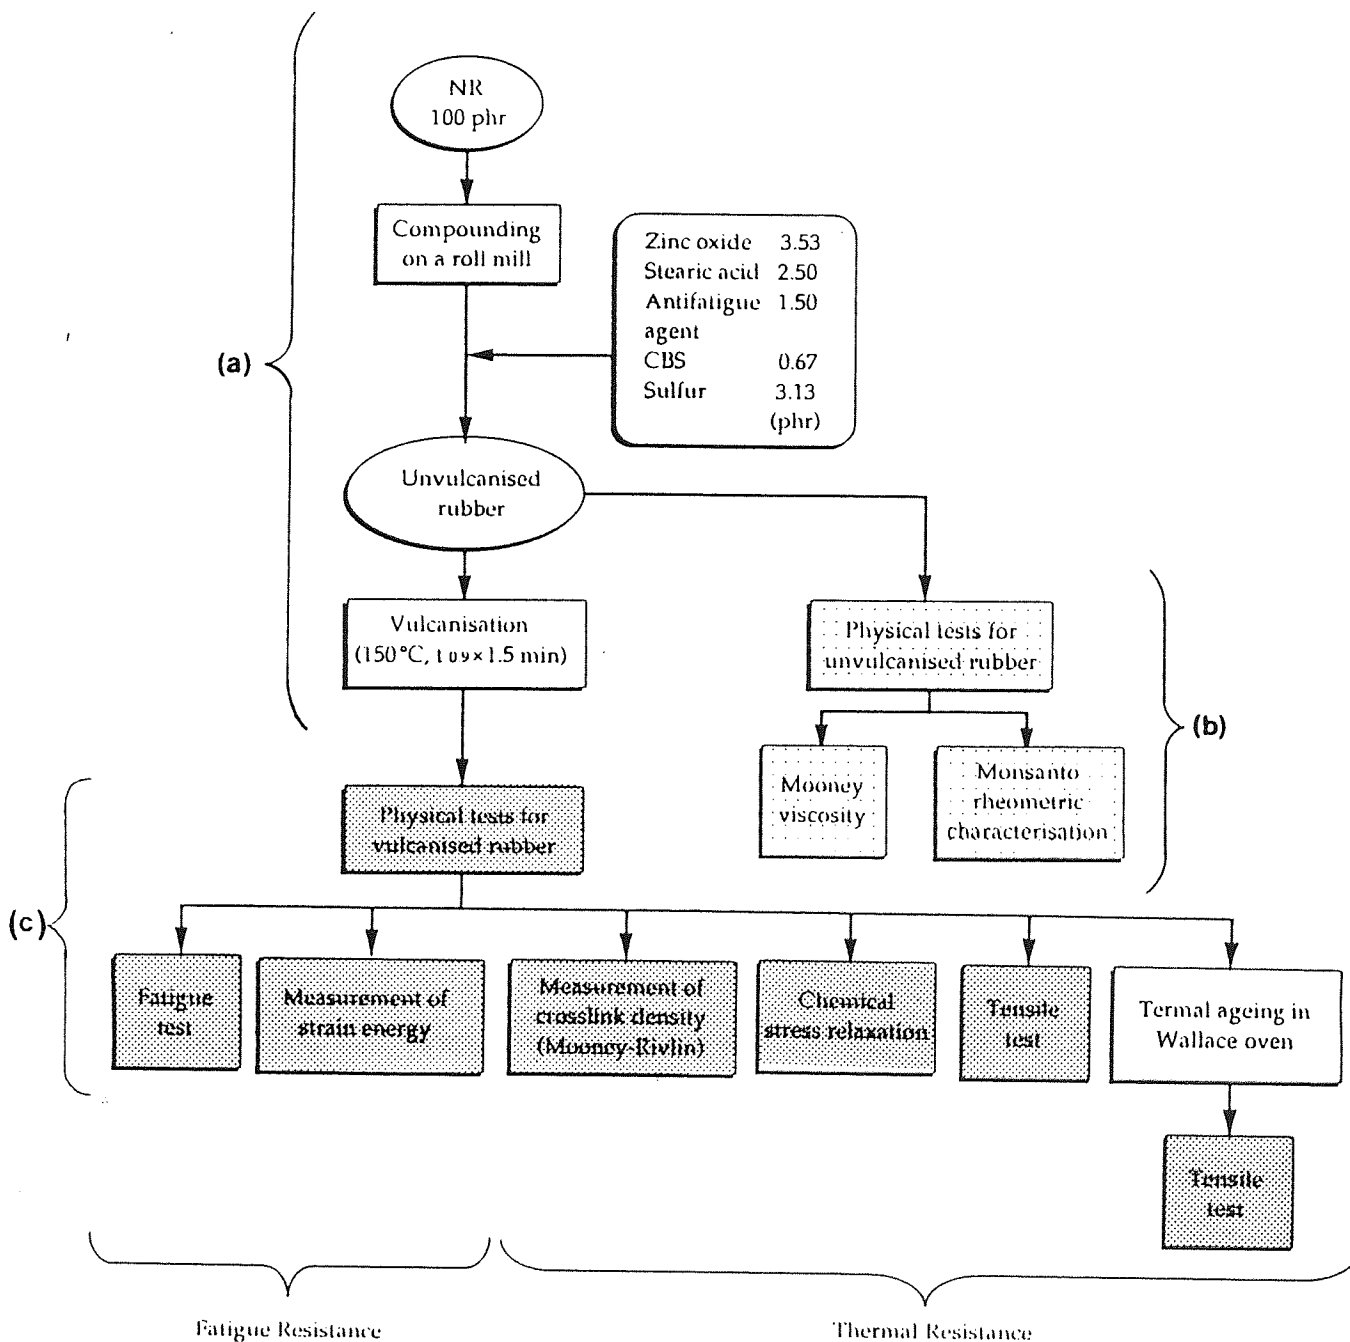 NR
100 phr
Compounding
on a roll mill
Zinc oxide 3.53
Stearic acid 2.50
Antifatigue 1.50
agent
CBS 0.67
Sulfur 3.13
(phr)
(a)
Unvulcanised
rubber
Vulcanisation
(150°C, t 0.9 × 1.5 min)
Physical tests for
unvulcanised rubber
(b)
Mooney
viscosity
Monsanto
rheometric
characterisation
Physical tests for
vulcanised rubber
(c)
Fatigue
test
Measurement of
strain energy
Measurement of
crosslink density
(Mooney-Rivlin)
Chemical
stress relaxation
Tensile
test
Termal ageing in
Wallace oven
Tensile
test
Fatigue Resistance
Thermal Resistance